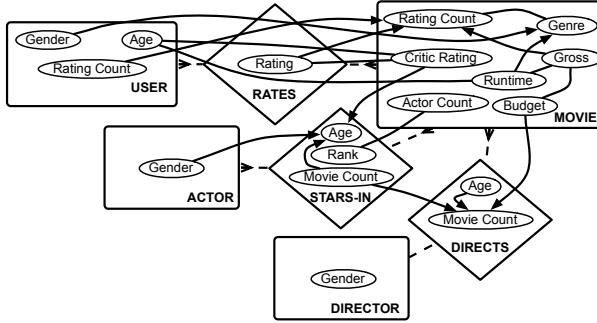 Rating Count
Genre
Gender
Age
Critic Rating
Gross
Rating Count
Rating
Runtime
USER
RATES
Actor Count
Budget
MOVIE
Age
Gender
Rank
Movie Count
Age
ACTOR
STARS-IN
Movie Count
DIRECTS
Gender
DIRECTOR